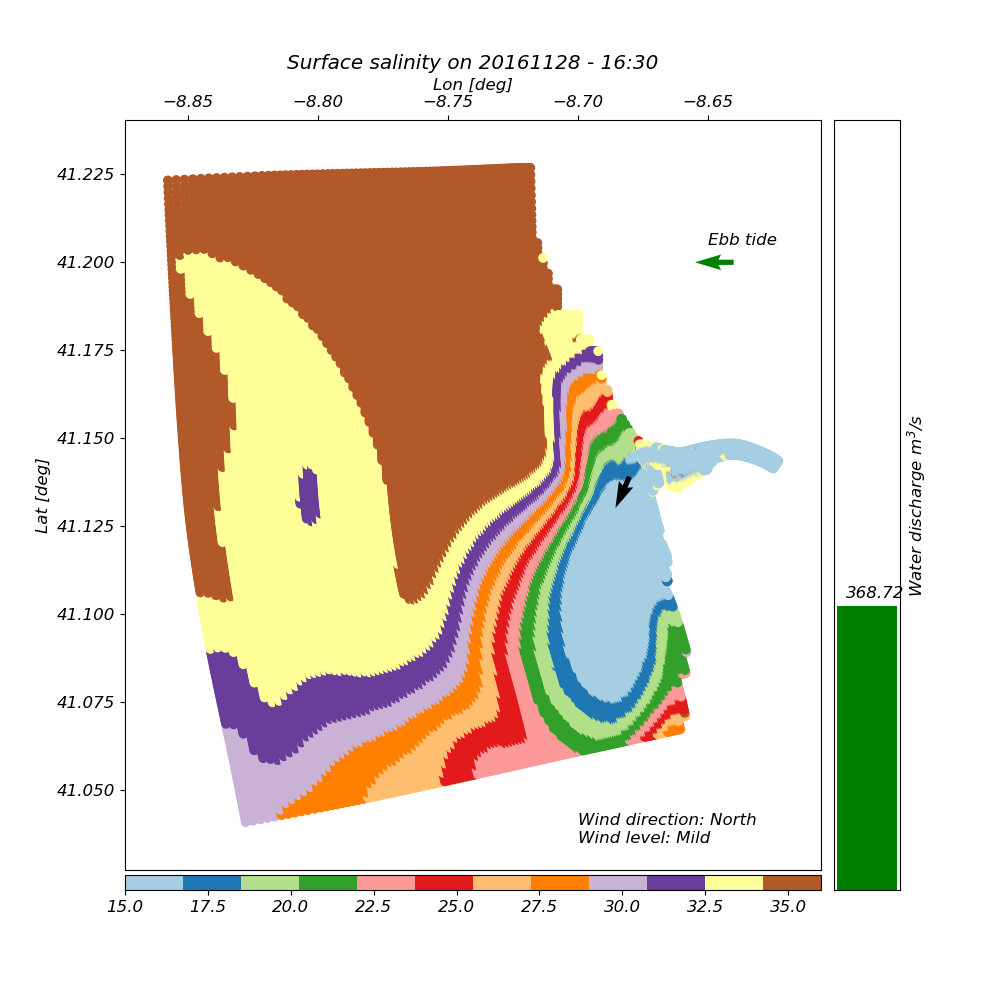 Surface salinity on 20161128 - 16:30
Lon [deg]
−8.85 −8.80 −8.75 −8.70 −8.65
41.225
41.200
41.175
41.150
41.125
41.100
41.075
41.050
Lat [deg]
Ebb tide
Wind direction: North
Wind level: Mild
368.72
Water discharge m³/s
15.0 17.5 20.0 22.5 25.0 27.5 30.0 32.5 35.0